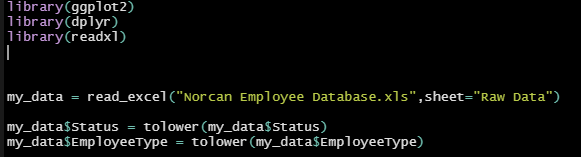 library(ggplot2)
library(dplyr)
library(readxl)
my_data = read_excel("Norcan Employee Database.xls",sheet="Raw Data")
my_data$Status = tolower(my_data$Status)
my_data$EmployeeType = tolower(my_data$EmployeeType)